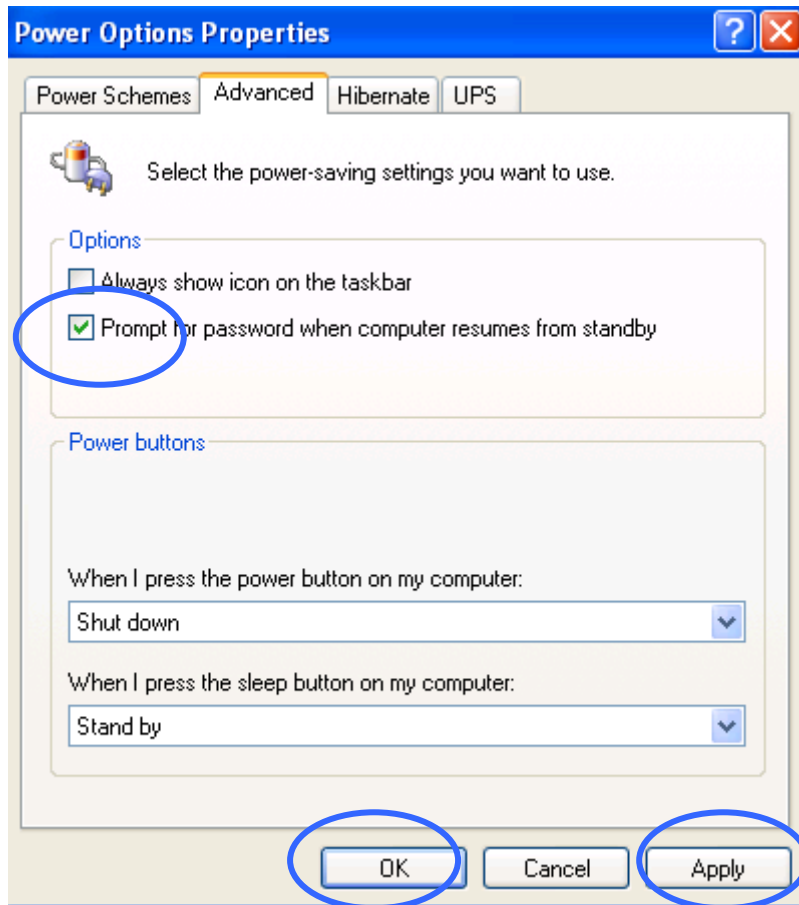 Power Options Properties
Power Schemes Advanced Hibernate UPS
Select the power-saving settings you want to use.
Options
Always show icon on the taskbar
Prompt for password when computer resumes from standby
Power buttons
When I press the power button on my computer:
Shut down
When I press the sleep button on my computer:
Stand by
OK Cancel Apply